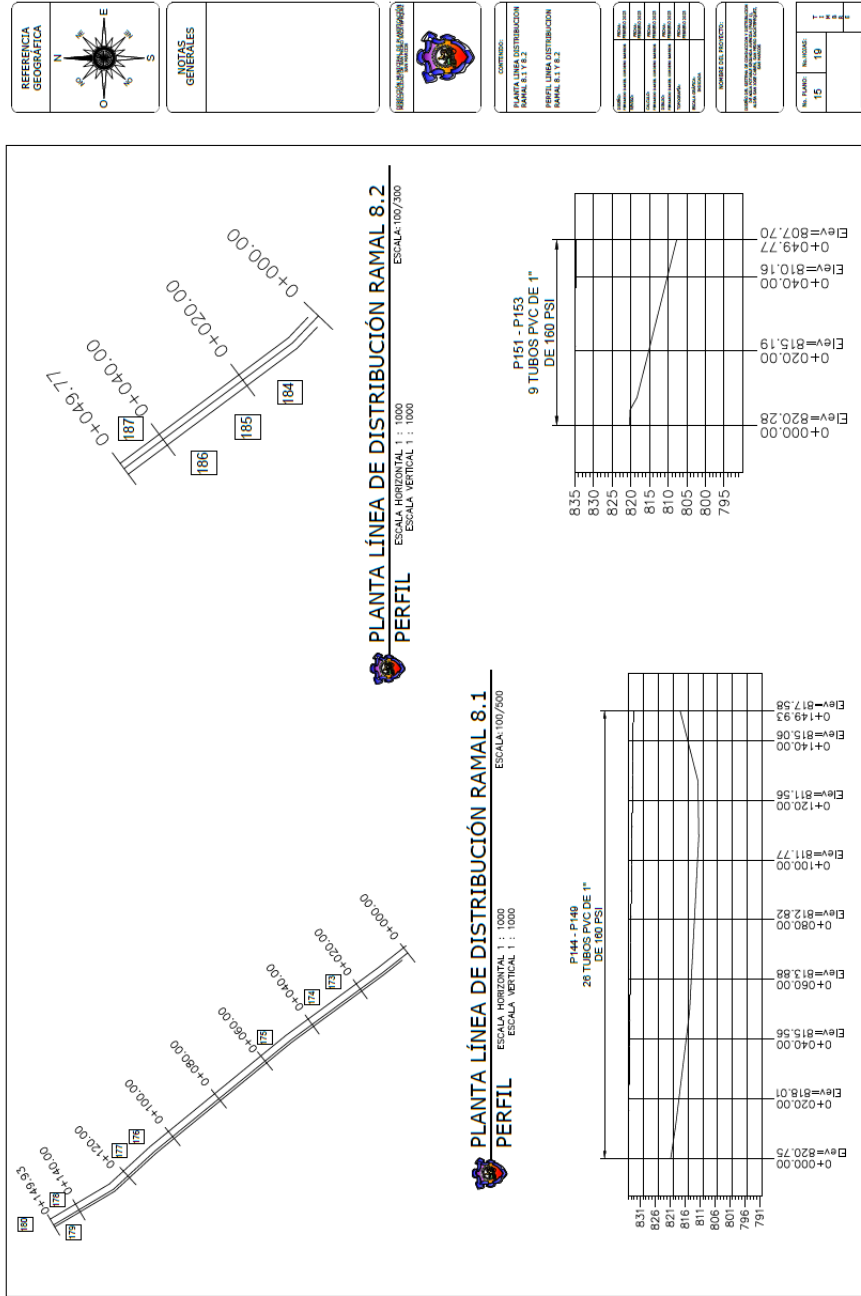 REFERENCIA
GEOGRÁFICA
N
E
S
O
NOTAS
GENERALES
CONTENIDO:
PLANTA LINEA DISTRIBUCION
RAMAL 8.1 Y 8.2
PERFIL LINEA DISTRIBUCION
RAMAL 8.1 Y 8.2
NOMBRE DEL PROYECTO:
No. PLANO:
15
No. HOJAS:
19
T I M B R E
0+149.93
0+140.00
0+120.00
0+100.00
0+080.00
0+060.00
0+040.00
0+020.00
0+000.00
180
179
178
177
176
175
174
173
PLANTA LÍNEA DE DISTRIBUCIÓN RAMAL 8.1
PERFIL
ESCALA HORIZONTAL 1 : 1000
ESCALA VERTICAL 1 : 1000
ESCALA:100/500
0+049.77
0+040.00
0+020.00
0+000.00
187
186
185
184
PLANTA LÍNEA DE DISTRIBUCIÓN RAMAL 8.2
PERFIL
ESCALA HORIZONTAL 1 : 1000
ESCALA VERTICAL 1 : 1000
ESCALA:100/300
P144 - P149
26 TUBOS PVC DE 1"
DE 160 PSI
831
826
821
816
811
806
801
796
791
0+000.00
Elev=820.75
0+020.00
Elev=818.01
0+040.00
Elev=815.56
0+060.00
Elev=813.88
0+080.00
Elev=812.82
0+100.00
Elev=811.77
0+120.00
Elev=811.56
0+140.00
Elev=815.06
0+149.93
Elev=817.58
P151 - P153
9 TUBOS PVC DE 1"
DE 160 PSI
835
830
825
820
815
810
805
800
795
0+000.00
Elev=820.28
0+020.00
Elev=815.19
0+040.00
Elev=810.16
0+049.77
Elev=807.70